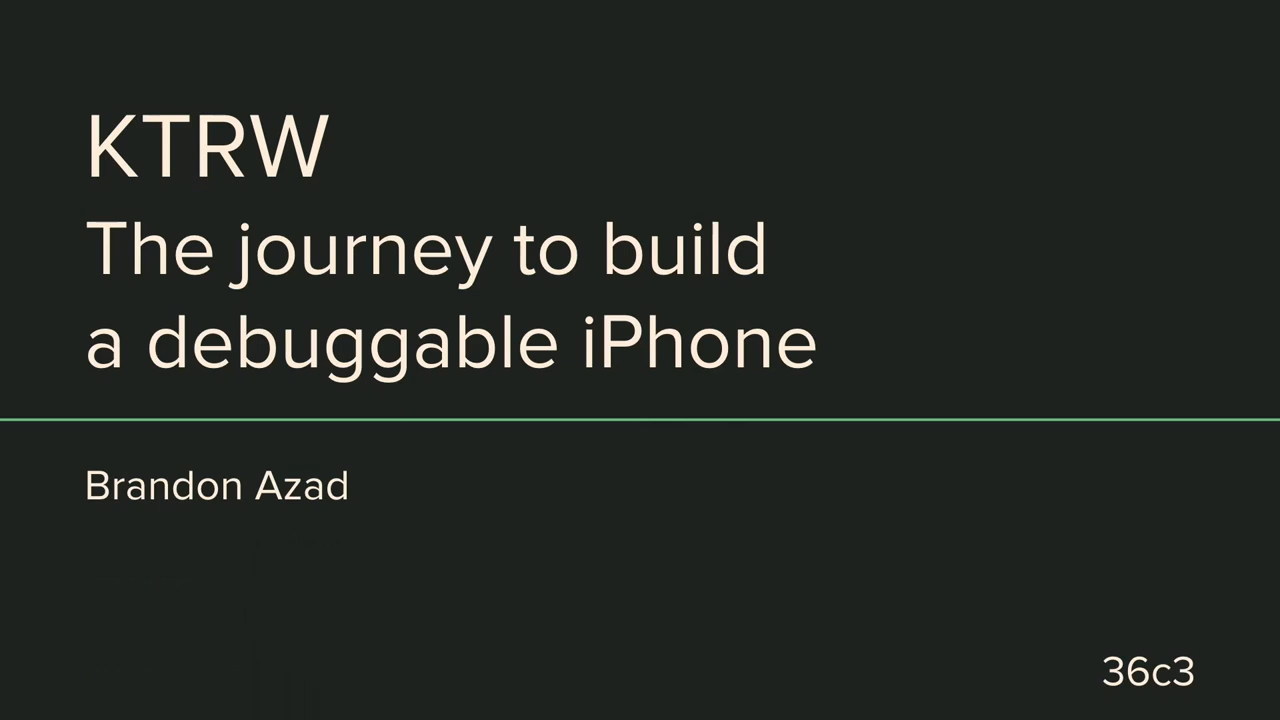 KTRW
The journey to build
a debuggable iPhone
Brandon Azad
36c3